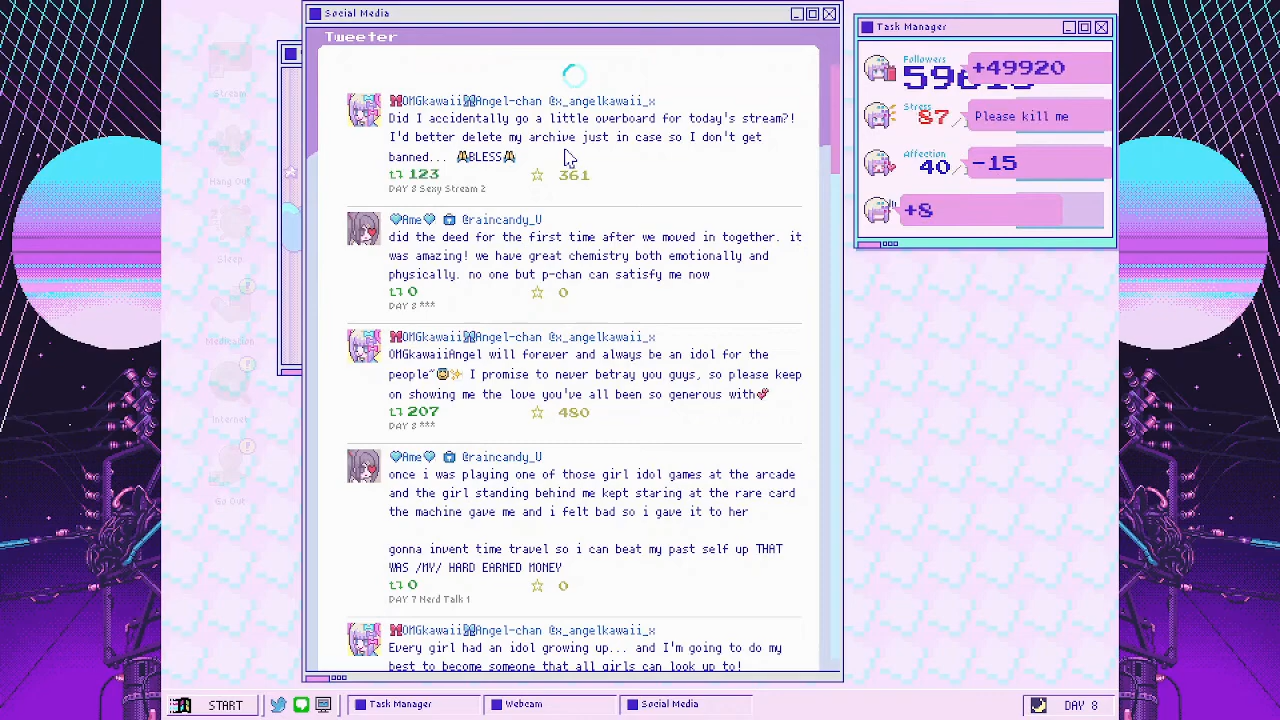 Social Media
Tweeter
OMGkawaiiAngel-chan @x_angelkawaii_x
Did I accidentally go a little overboard for today's stream?!
I'd better delete my archive just in case so I don't get
banned... 🙏BLESS🙏
123 361
DAY 8 Sexy Stream 2
Ame @raincandy_U
did the deed for the first time after we moved in together. it
was amazing! we have great chemistry both emotionally and
physically. no one but p-chan can satisfy me now
0 0
DAY 8 ***
OMGkawaiiAngel-chan @x_angelkawaii_x
OMGkawaiiAngel will forever and always be an idol for the
people~😇✨ I promise to never betray you guys, so please keep
on showing me the love you've all been so generous with💕
207 480
DAY 8 ***
Ame @raincandy_U
once i was playing one of those girl idol games at the arcade
and the girl standing behind me kept staring at the rare card
the machine gave me and i felt bad so i gave it to her
gonna invent time travel so i can beat my past self up THAT
WAS /MY/ HARD EARNED MONEY
0 0
DAY 7 Nerd Talk 1
OMGkawaiiAngel-chan @x_angelkawaii_x
Every girl had an idol growing up... and I'm going to do my
best to become someone that all girls can look up to!
Task Manager
Followers
+49920
Stress
87/
Please kill me
Affection
40/
-15
+8
Stream
Hang Out
Sleep
Medication
Internet
Go Out
START
Task Manager
Webcam
Social Media
DAY 8